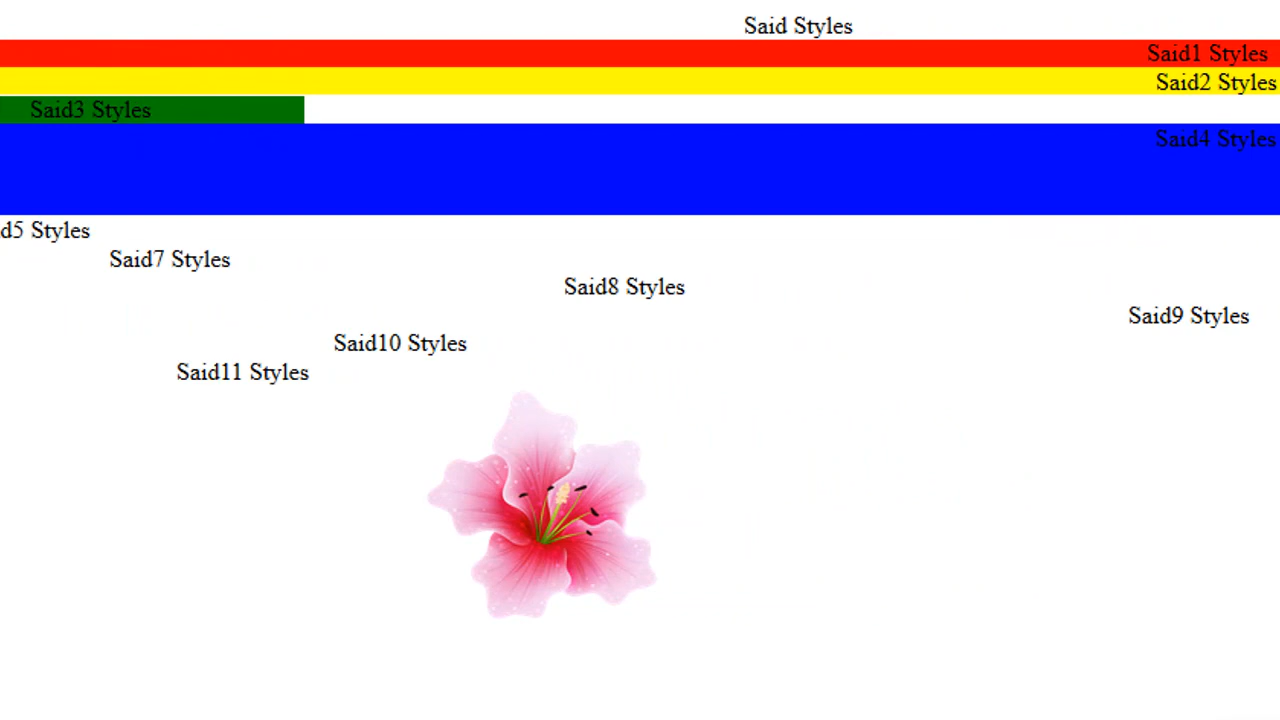 Said Styles
Said1 Styles
Said2 Styles
Said3 Styles
Said4 Styles
d5 Styles
Said7 Styles
Said8 Styles
Said9 Styles
Said10 Styles
Said11 Styles